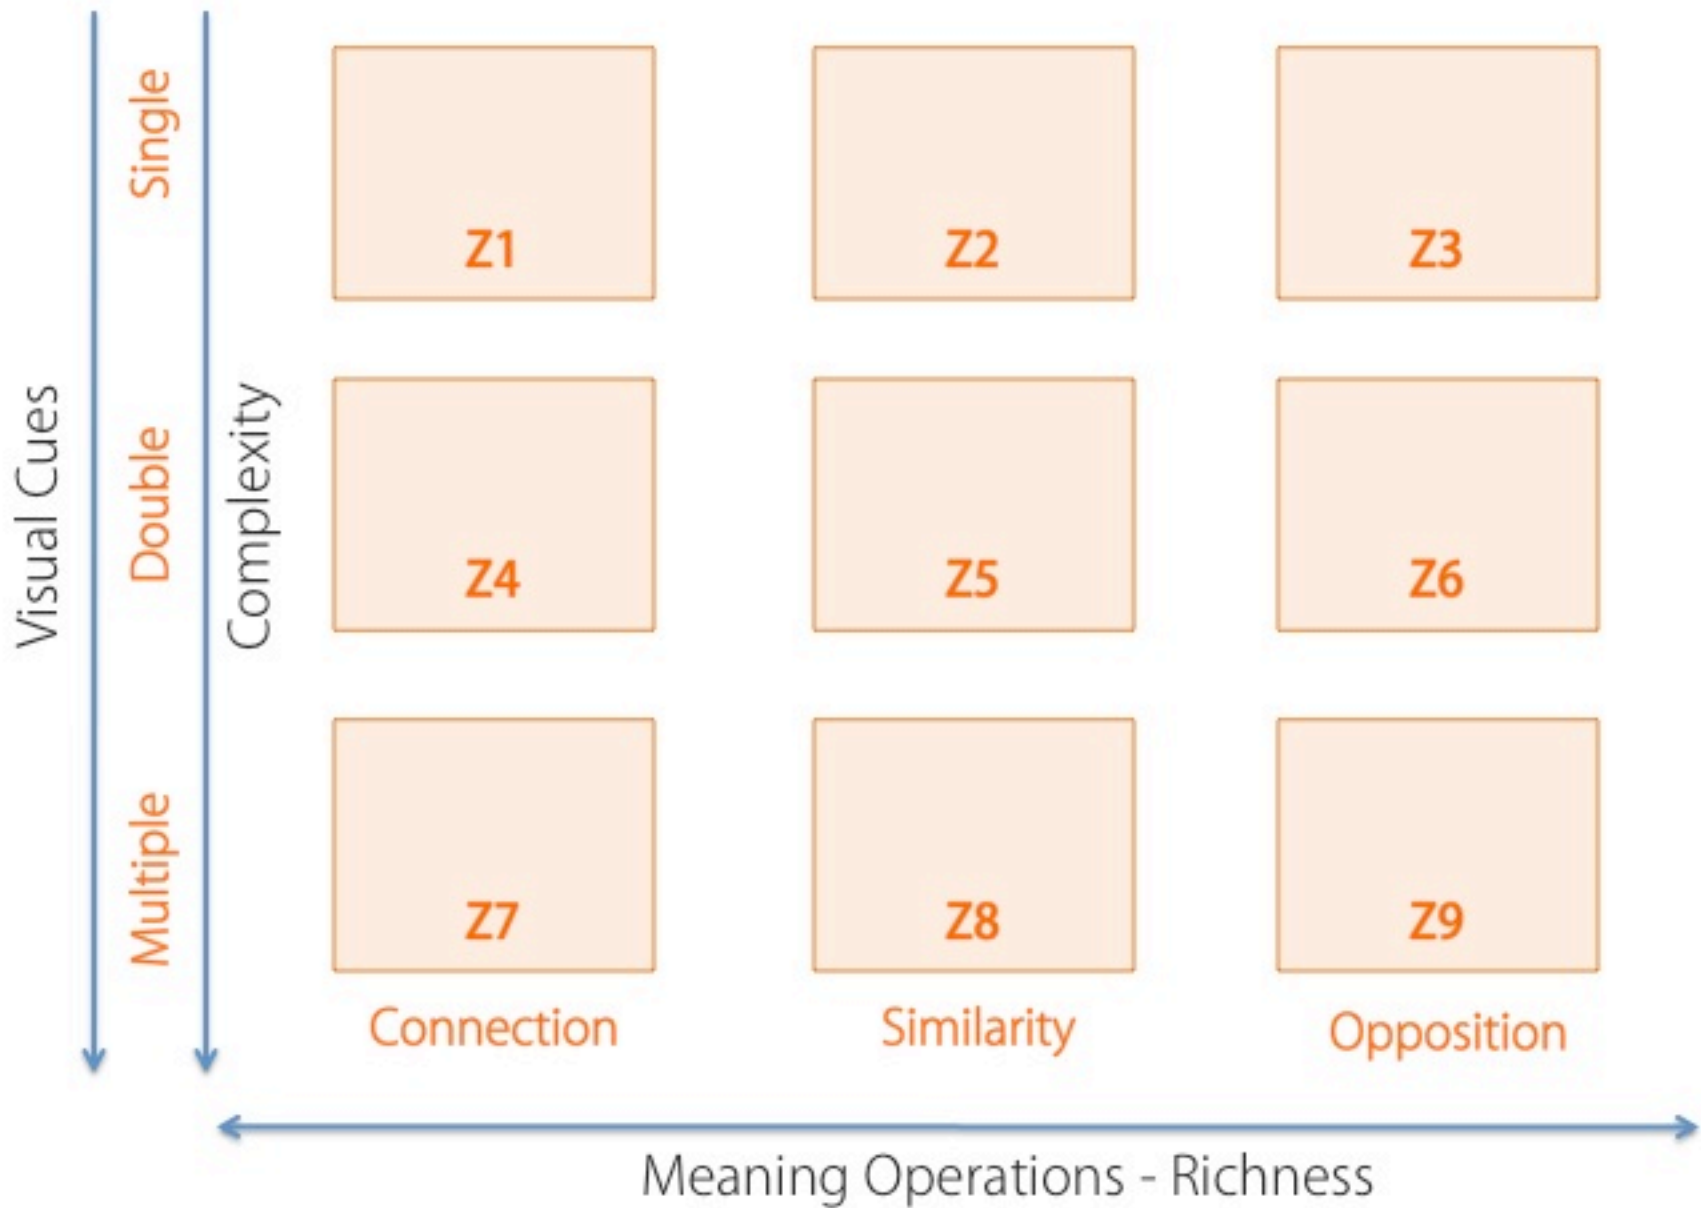 Visual Cues
Single
Double
Multiple
Complexity
Z1
Z2
Z3
Z4
Z5
Z6
Z7
Z8
Z9
Connection
Similarity
Opposition
Meaning Operations - Richness